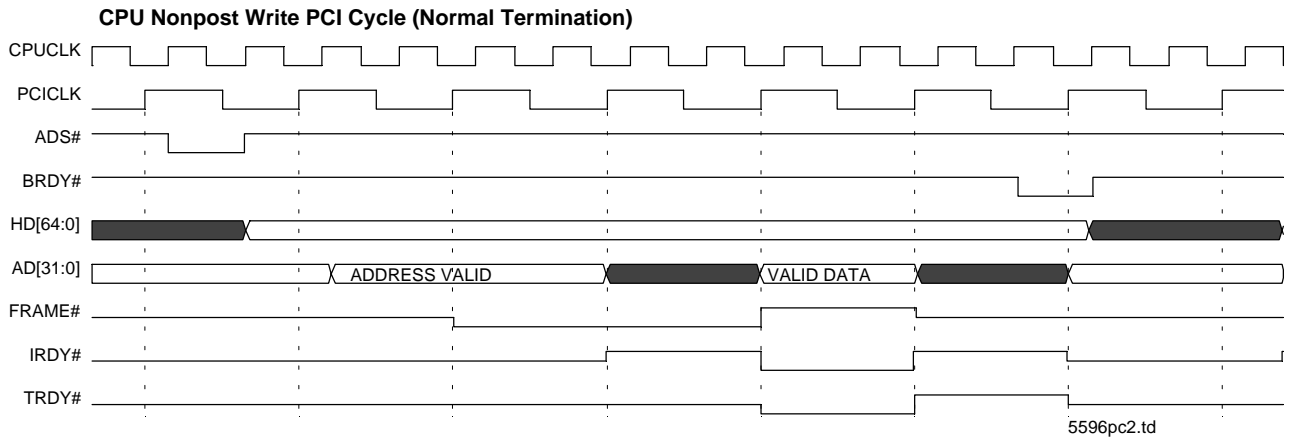 CPU Nonpost Write PCI Cycle (Normal Termination)
CPUCLK
PCICLK
ADS#
BRDY#
HD[64:0]
AD[31:0]
ADDRESS VALID
VALID DATA
FRAME#
IRDY#
TRDY#
5596pc2.td